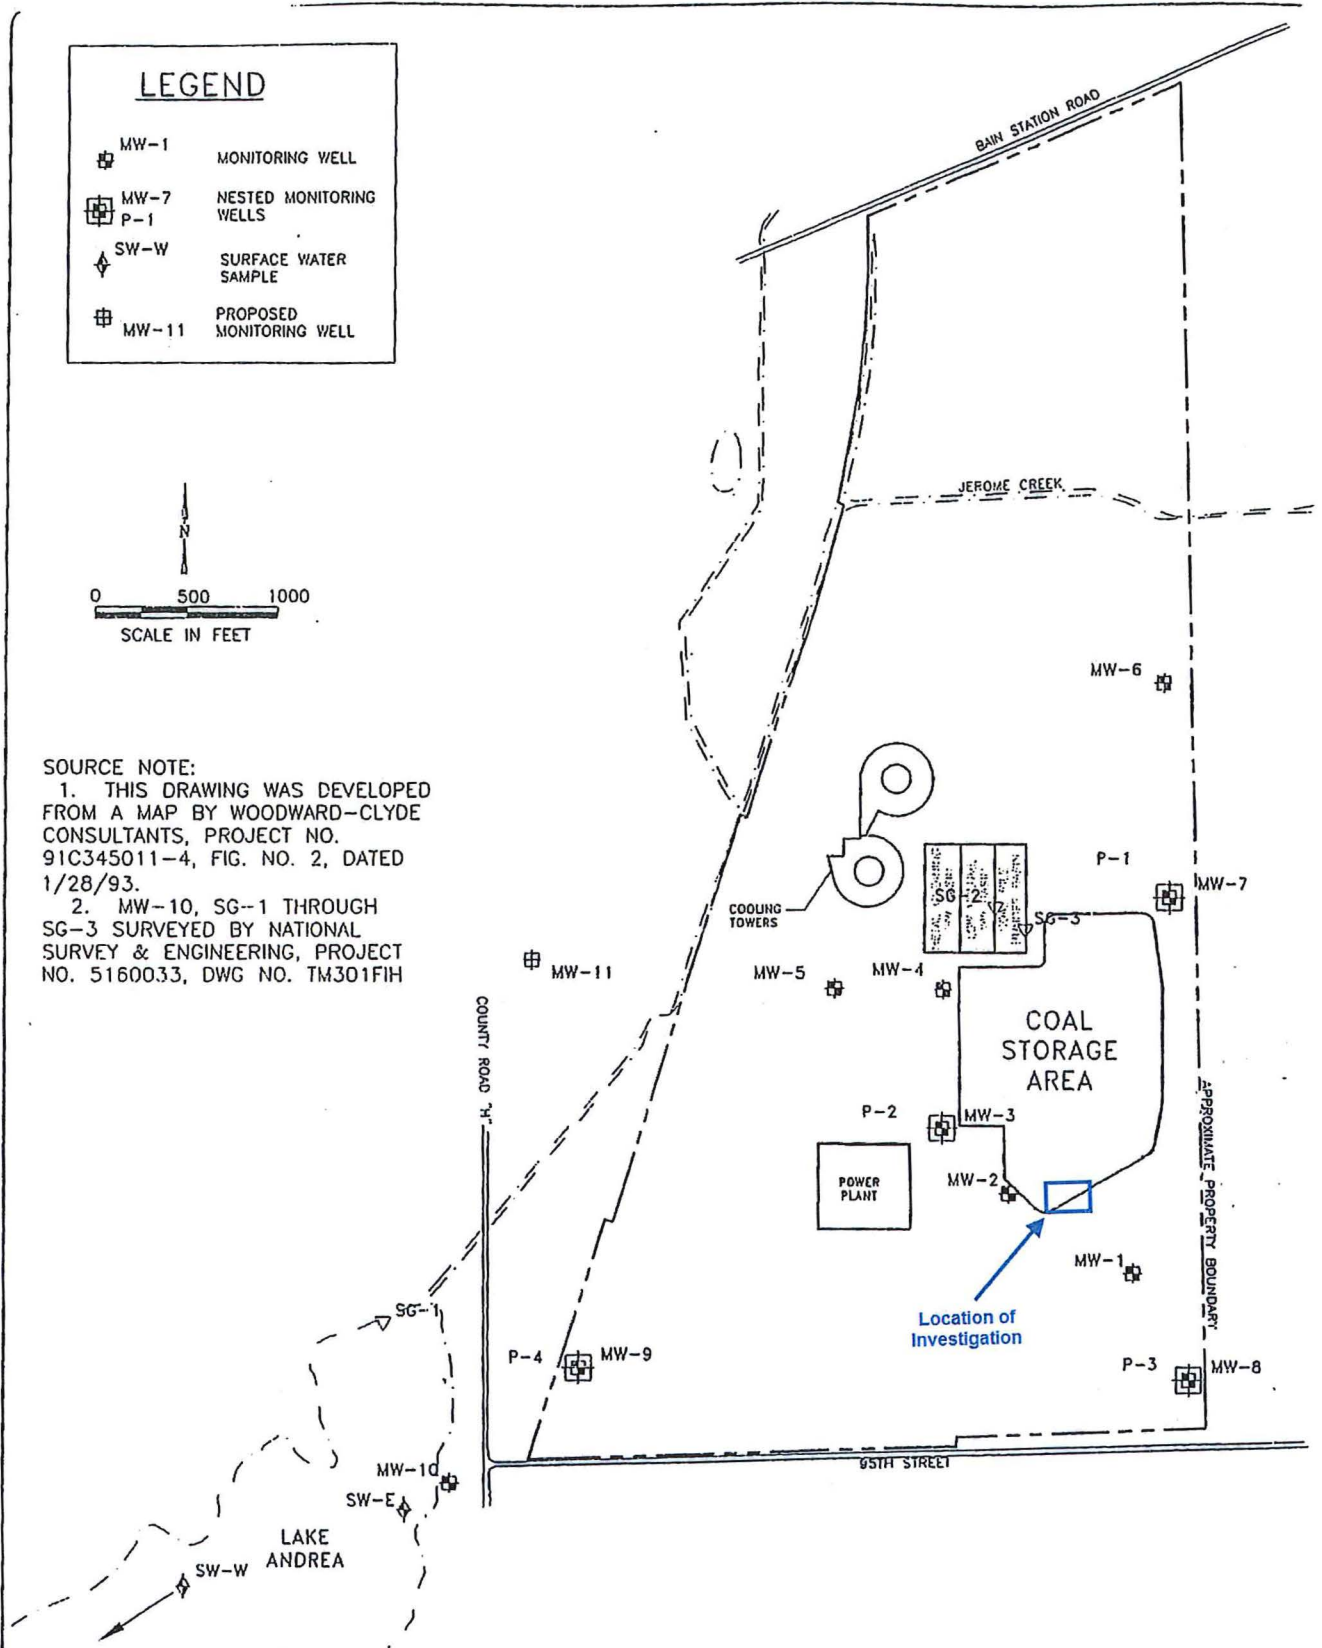 LEGEND
MW-1
MONITORING WELL
MW-7
P-1
NESTED MONITORING
WELLS
SW-W
SURFACE WATER
SAMPLE
MW-11
PROPOSED
MONITORING WELL
BAIN STATION ROAD
JEROME CREEK
N
0 500 1000
SCALE IN FEET
MW-6
SOURCE NOTE:
1. THIS DRAWING WAS DEVELOPED
FROM A MAP BY WOODWARD-CLYDE
CONSULTANTS, PROJECT NO.
91C345011-4, FIG. NO. 2, DATED
1/28/93.
2. MW-10, SG-1 THROUGH
SG-3 SURVEYED BY NATIONAL
SURVEY & ENGINEERING, PROJECT
NO. 5160033, DWG NO. TM301FIH
P-1
MW-7
COOLING
TOWERS
SG-2
SG-3
MW-11
MW-5
MW-4
COUNTY ROAD "H"
COAL
STORAGE
AREA
P-2
MW-3
APPROXIMATE PROPERTY BOUNDARY
POWER
PLANT
MW-2
MW-1
Location of
Investigation
SG-1
P-4
MW-9
P-3
MW-8
95TH STREET
MW-10
SW-E
LAKE
ANDREA
SW-W